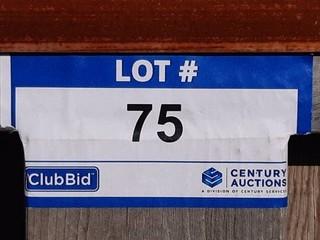 LOT #
75
ClubBid
CENTURY
AUCTIONS
A DIVISION OF CENTURY SERVICES